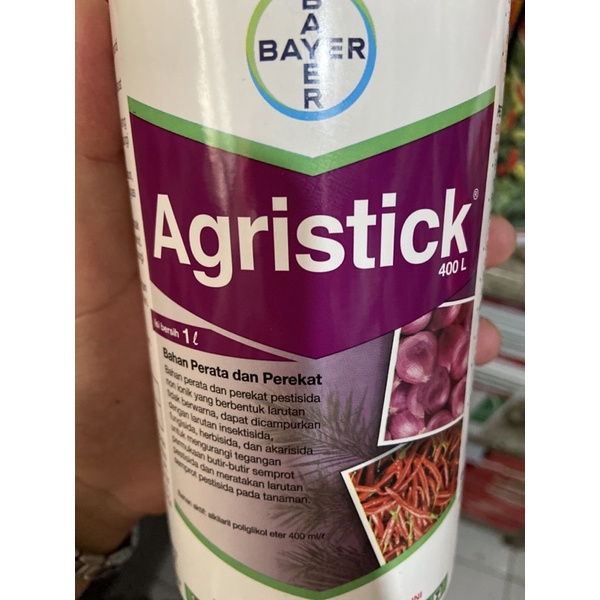 BAYER
BAYER
Agristick®
400 L
Isi bersih 1 ℓ
Bahan Perata dan Perekat
Bahan perata dan perekat pestisida
non ionik yang berbentuk larutan
tidak berwarna, dapat dicampurkan
dengan larutan insektisida,
fungisida, herbisida, dan akarisida
untuk mengurangi tegangan
permukaan butir-butir semprot
pestisida dan meratakan larutan
semprot pestisida pada tanaman.
Bahan aktif: alkilaril poliglikol eter 400 ml/ℓ